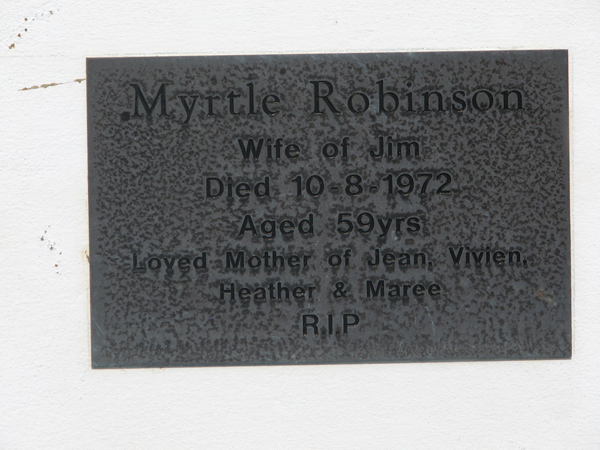 Myrtle Robinson
Wife of Jim
Died 10-8-1972
Aged 59yrs
Loved Mother of Jean, Vivien,
Heather & Maree
R.I.P